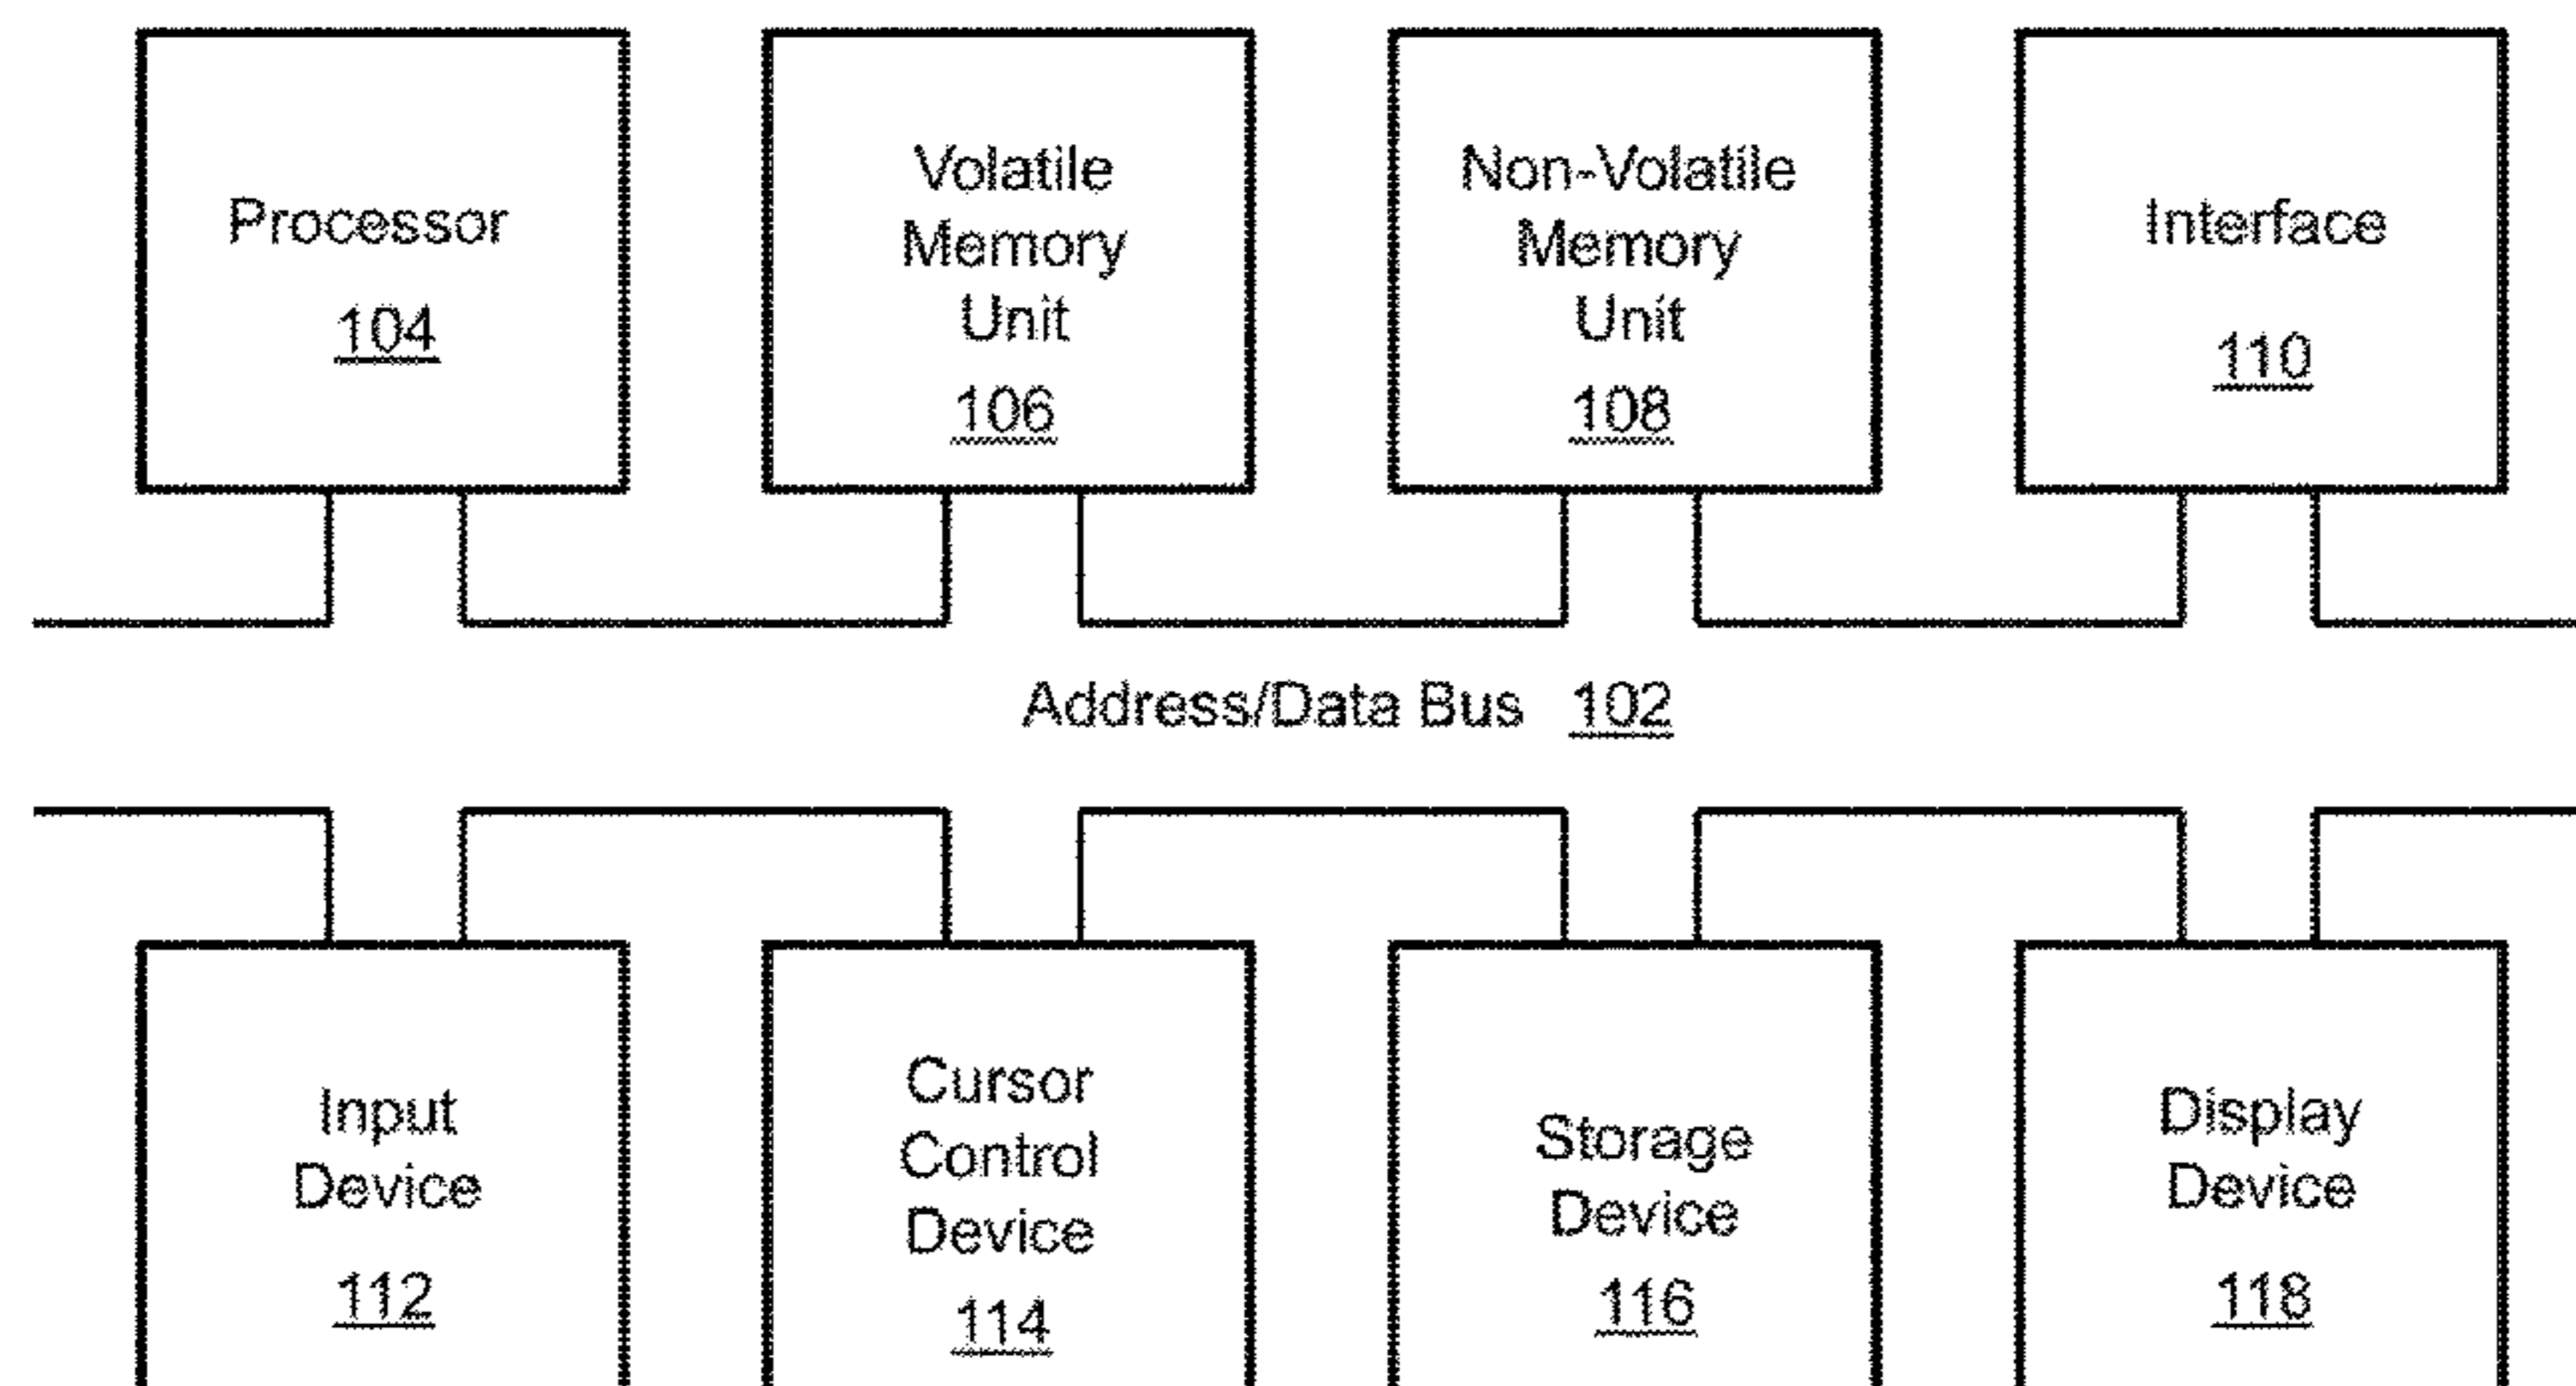 Processor
104
Volatile
Memory
Unit
106
Non-Volatile
Memory
Unit
108
Interface
110
Address/Data Bus 102
Input
Device
112
Cursor
Control
Device
114
Storage
Device
116
Display
Device
118